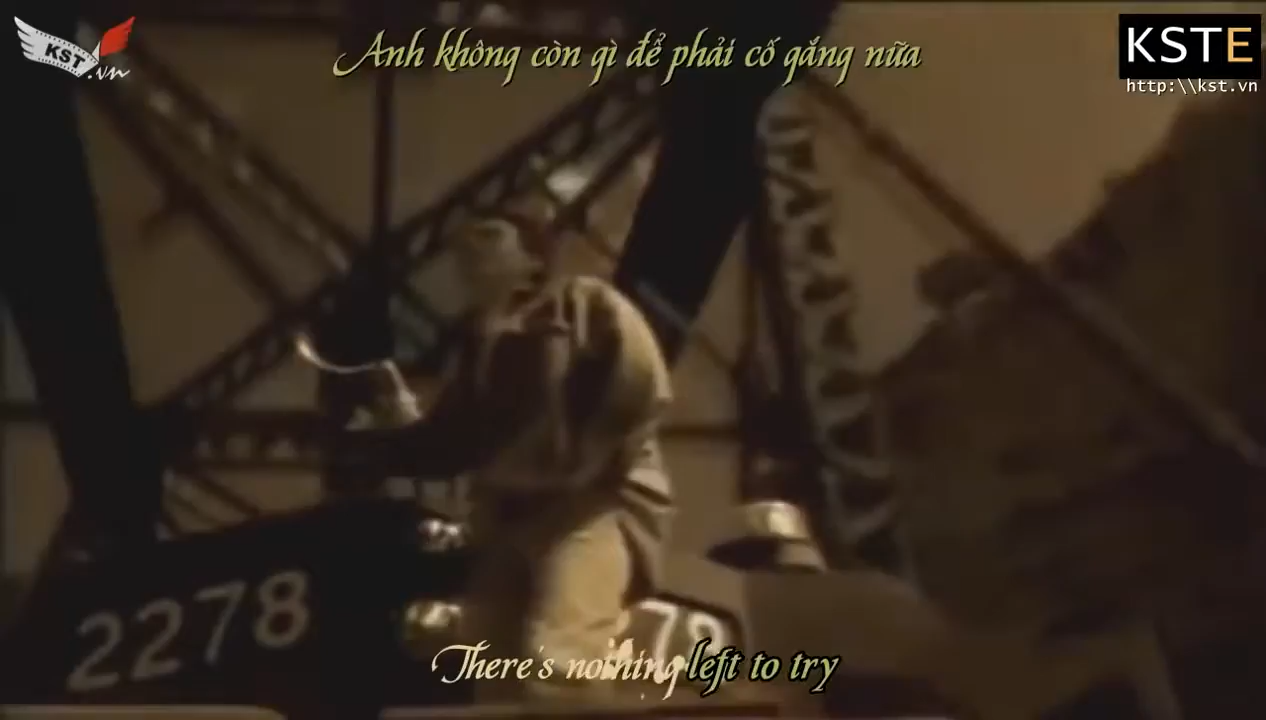 KST.vn
Anh không còn gì để phải cố gắng nữa
KSTE
http:\\kst.vn
2278
78
There's nothing left to try